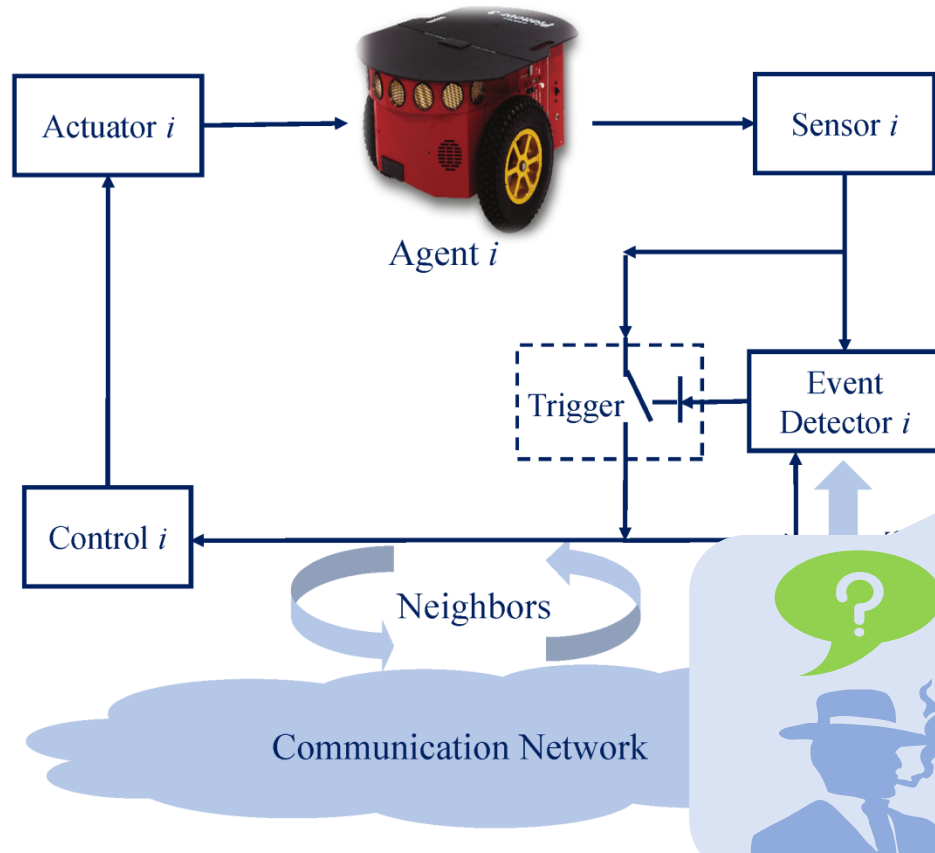 Actuator i
Sensor i
Agent i
Trigger
Event
Detector i
Control i
Neighbors
?
Communication Network